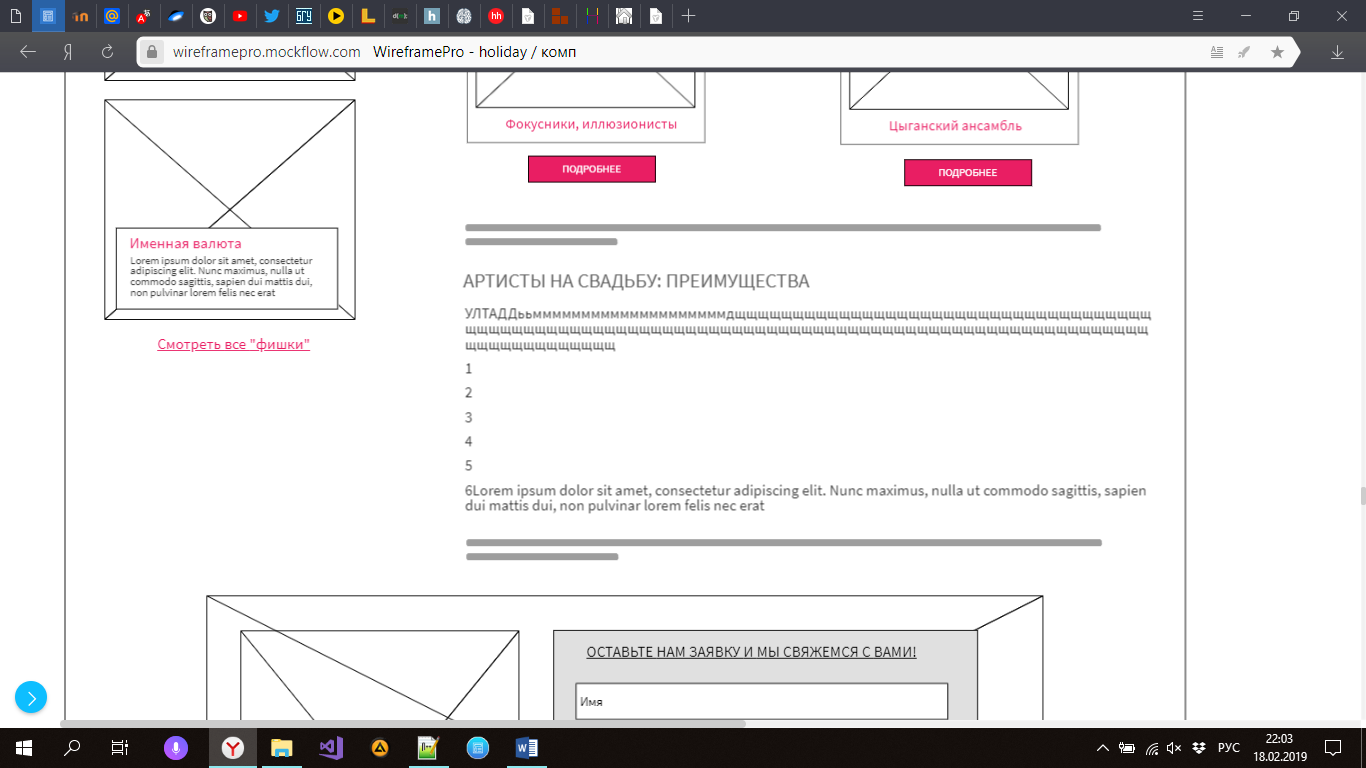 wireframepro.mockflow.com WireframePro - holiday / комп
Фокусники, иллюзионисты
Цыганский ансамбль
ПОДРОБНЕЕ
ПОДРОБНЕЕ
Именная валюта
Lorem ipsum dolor sit amet, consectetur
adipiscing elit. Nunc maximus, nulla ut
commodo sagittis, sapien dui mattis dui,
non pulvinar lorem felis nec erat
Смотреть все "фишки"
АРТИСТЫ НА СВАДЬБУ: ПРЕИМУЩЕСТВА
1
2
3
4
5
6Lorem ipsum dolor sit amet, consectetur adipiscing elit. Nunc maximus, nulla ut commodo sagittis, sapien
dui mattis dui, non pulvinar lorem felis nec erat
ОСТАВЬТЕ НАМ ЗАЯВКУ И МЫ СВЯЖЕМСЯ С ВАМИ!
Имя
РУС
22:03
18.02.2019